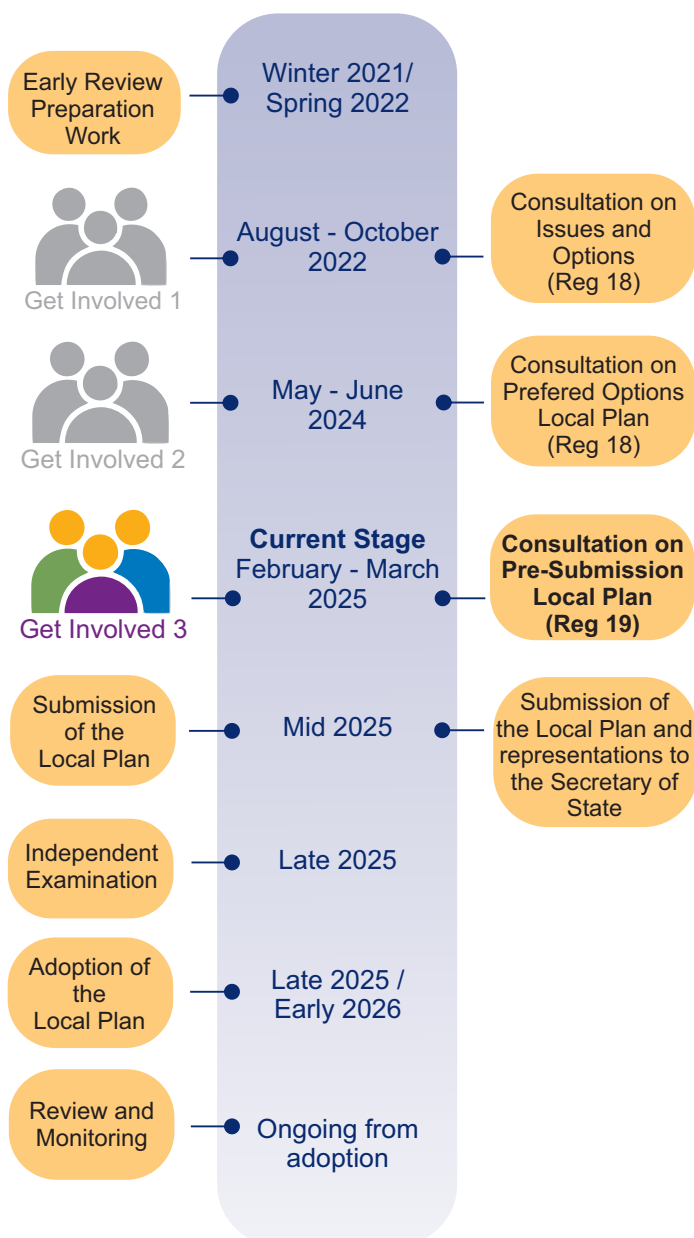 Early Review
Preparation
Work
Winter 2021/
Spring 2022
Get Involved 1
August - October
2022
Consultation on
Issues and
Options
(Reg 18)
Get Involved 2
May - June
2024
Consultation on
Prefered Options
Local Plan
(Reg 18)
Get Involved 3
Current Stage
February - March
2025
Consultation on
Pre-Submission
Local Plan
(Reg 19)
Submission
of the
Local Plan
Mid 2025
Submission of
the Local Plan and
representations to
the Secretary of
State
Independent
Examination
Late 2025
Adoption of
the
Local Plan
Late 2025 /
Early 2026
Review and
Monitoring
Ongoing from
adoption